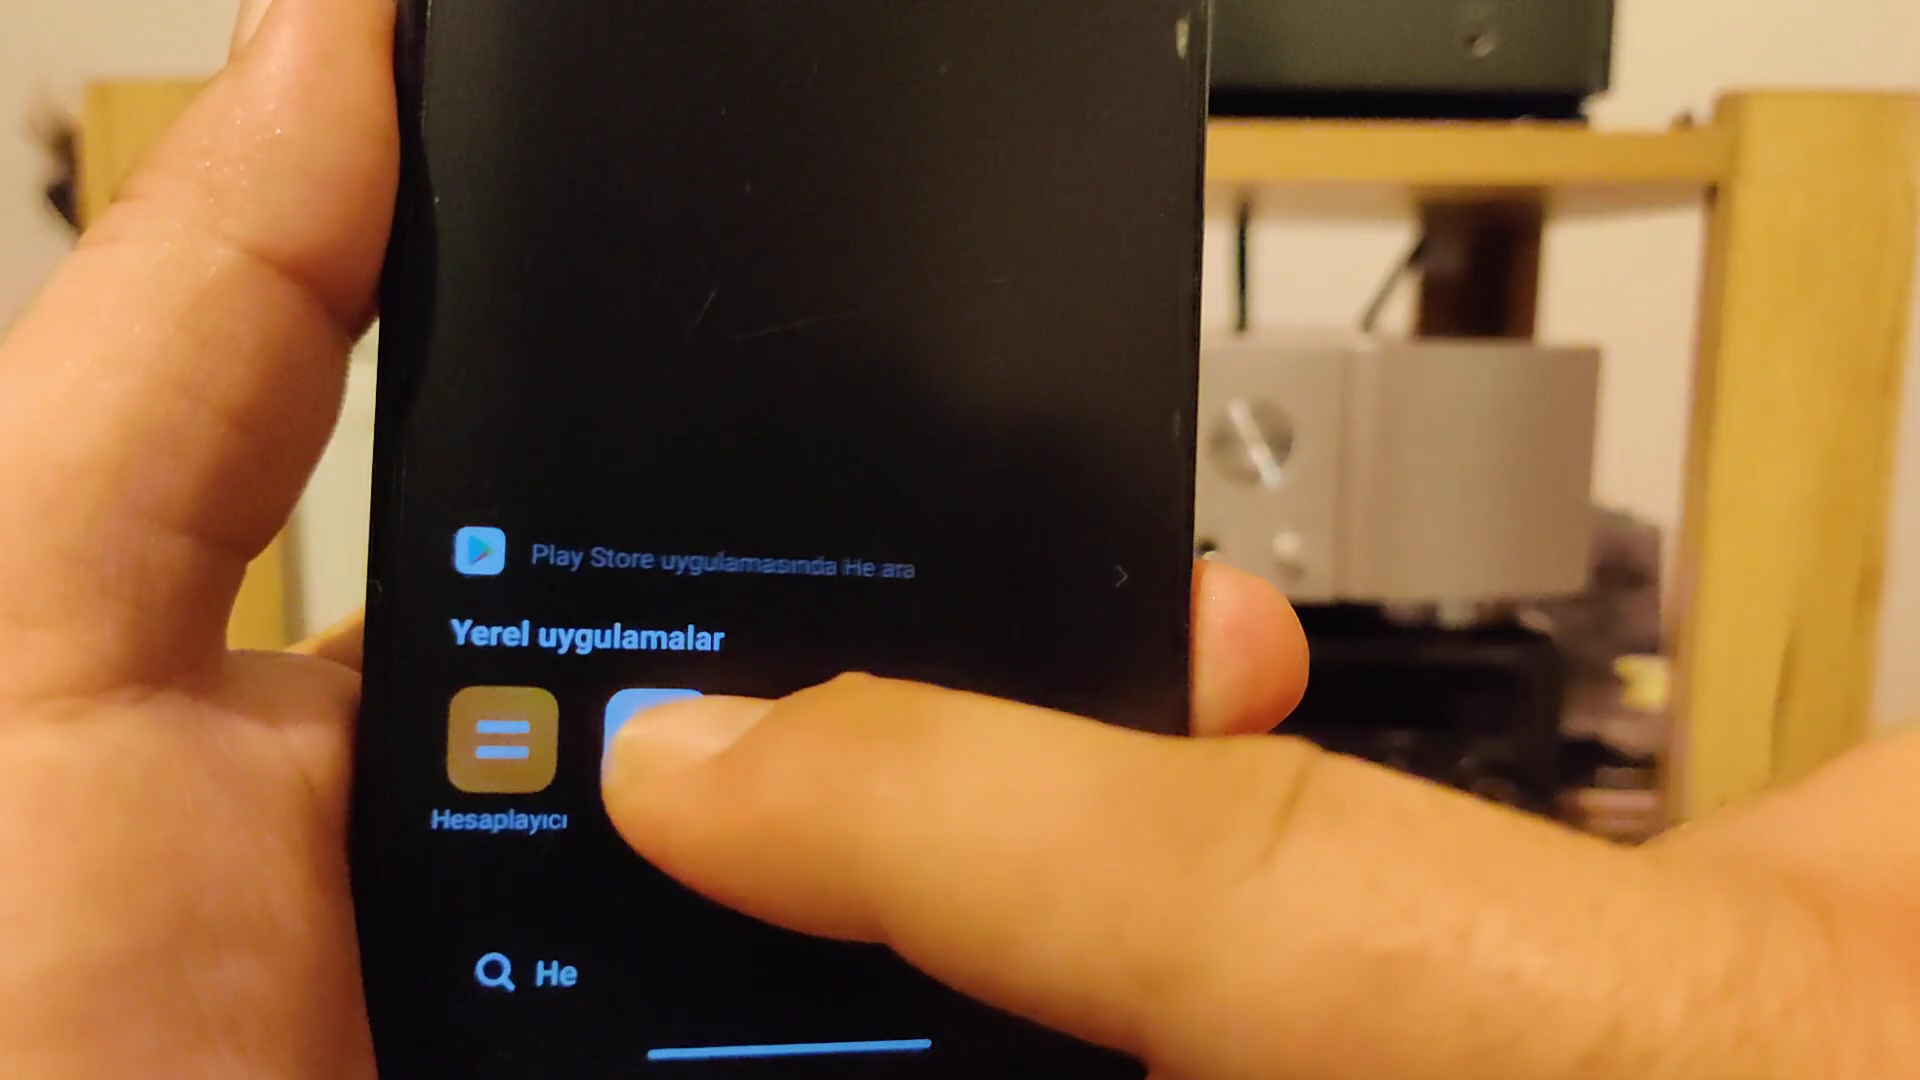 Play Store uygulamasında He ara
Yerel uygulamalar
Hesaplayıcı
He